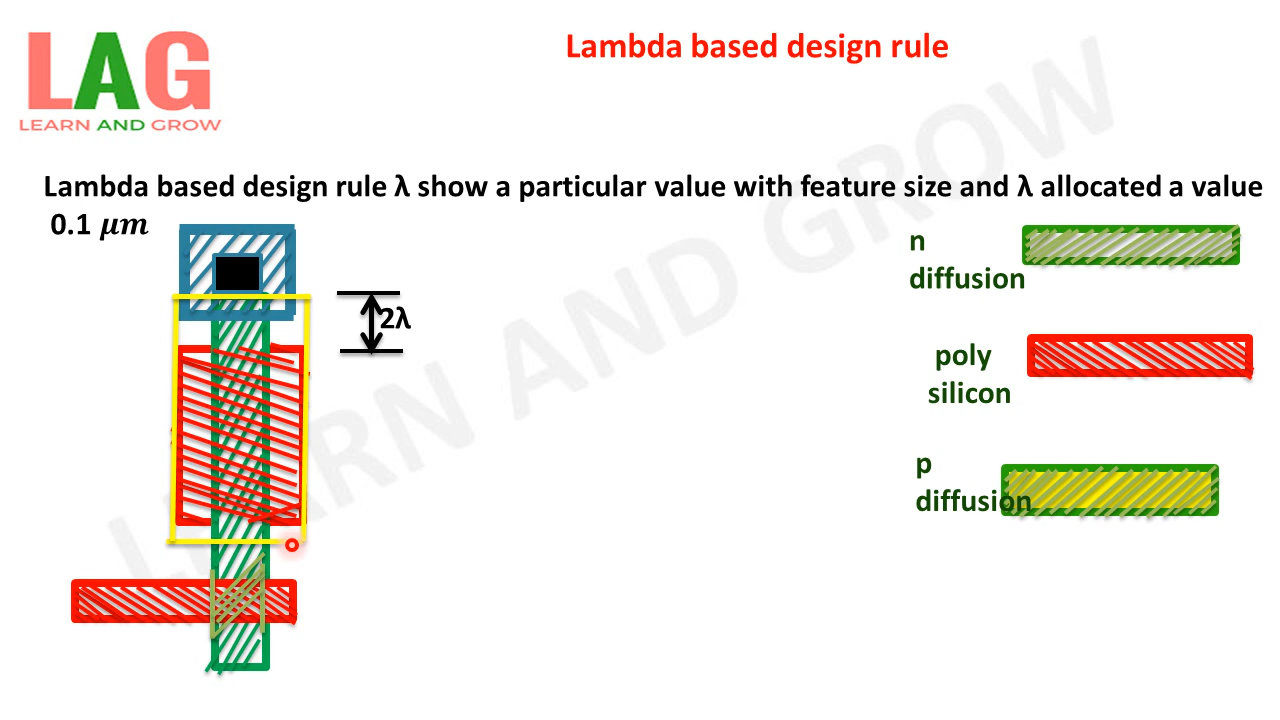 LAG
LEARN AND GROW
Lambda based design rule
Lambda based design rule λ show a particular value with feature size and λ allocated a value
0.1 μm
2λ
n
diffusion
poly
silicon
p
diffusion
LEARN AND GROW